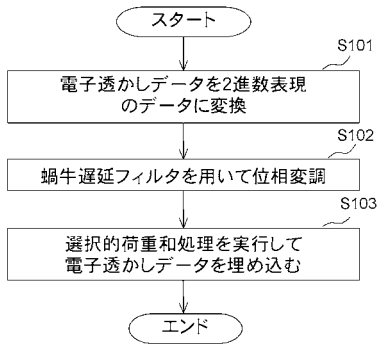 スタート
S101
電子透かしデータを2進数表現
のデータに変換
S102
蝸牛遅延フィルタを用いて位相変調
S103
選択的荷重和処理を実行して
電子透かしデータを埋め込む
エンド